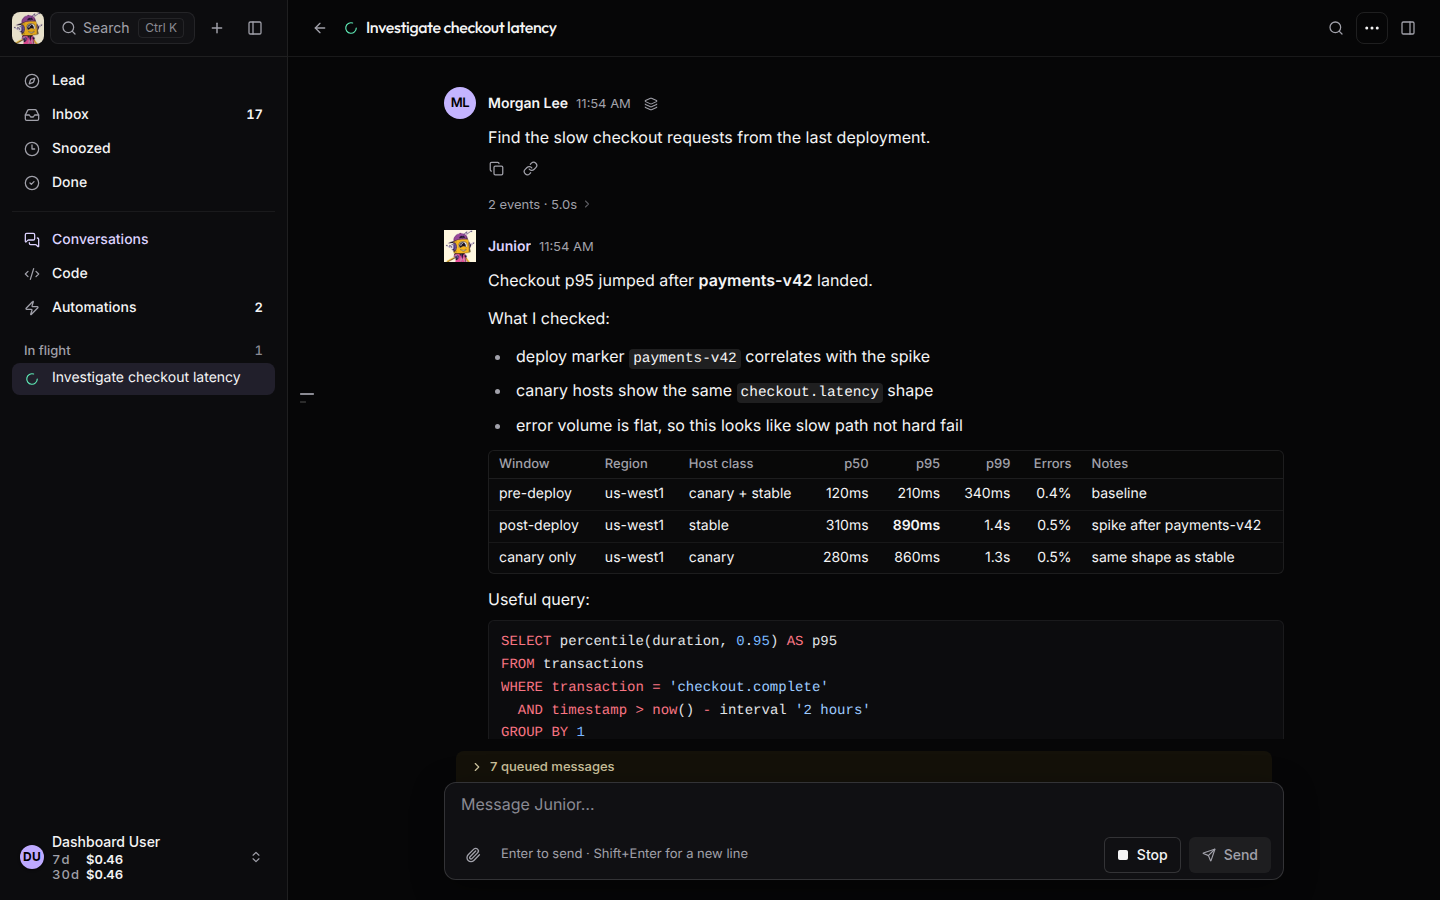 Search Ctrl K
Lead
Inbox 17
Snoozed
Done
Conversations
Code
Automations 2
In flight 1
Investigate checkout latency
DU
Dashboard User
7d $0.46
30d $0.46
Investigate checkout latency
ML
Morgan Lee 11:54 AM
Find the slow checkout requests from the last deployment.
2 events · 5.0s
Junior 11:54 AM
Checkout p95 jumped after payments-v42 landed.
What I checked:
deploy marker payments-v42 correlates with the spike
canary hosts show the same checkout.latency shape
error volume is flat, so this looks like slow path not hard fail
Window Region Host class p50 p95 p99 Errors Notes
pre-deploy us-west1 canary + stable 120ms 210ms 340ms 0.4% baseline
post-deploy us-west1 stable 310ms 890ms 1.4s 0.5% spike after payments-v42
canary only us-west1 canary 280ms 860ms 1.3s 0.5% same shape as stable
Useful query:
SELECT percentile(duration, 0.95) AS p95
FROM transactions
WHERE transaction = 'checkout.complete'
AND timestamp > now() - interval '2 hours'
GROUP BY 1
7 queued messages
Message Junior...
Enter to send · Shift+Enter for a new line
Stop
Send